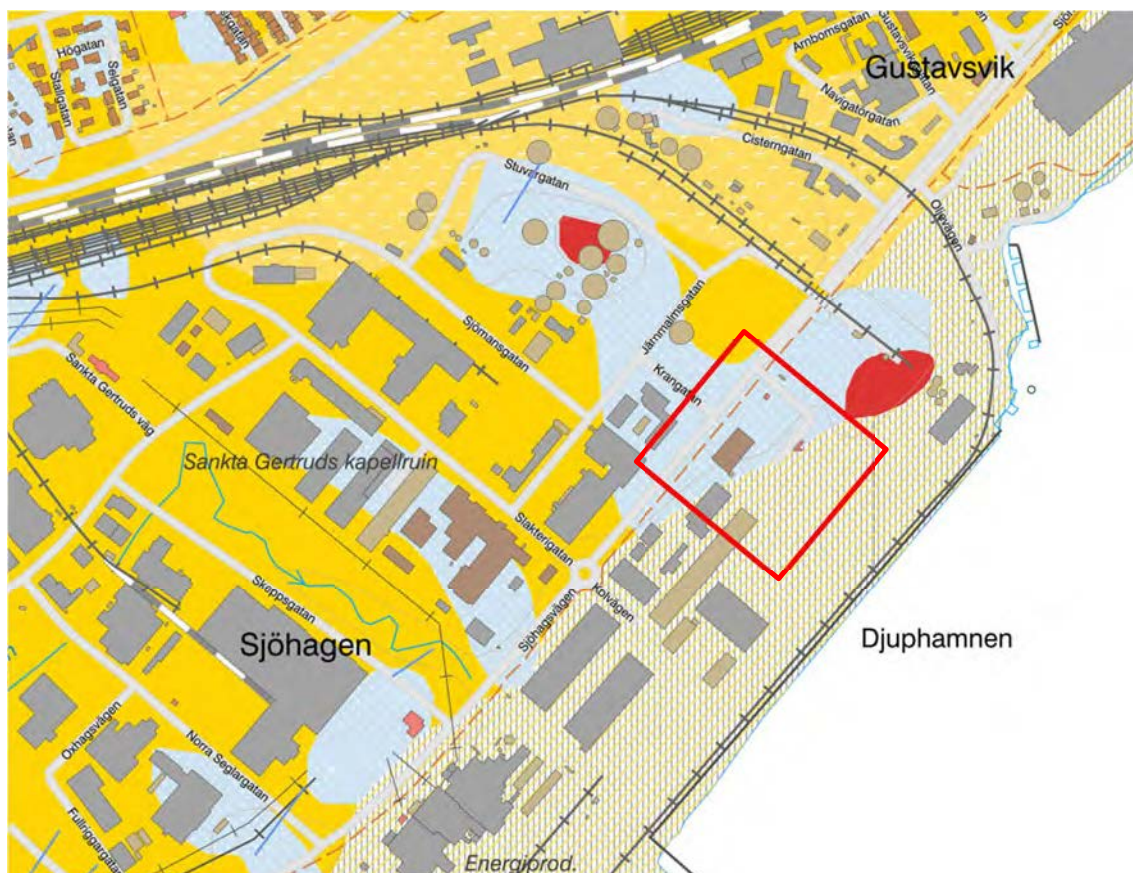 Högatan
Stallgatan
Selgatan
Arnbomsgatan
Gustavsvik
Navigatorgatan
Cisterngatan
Stuvargatan
Oljevägen
Järnmalmsgatan
Sjömansgatan
Krangatan
Sankta Gertruds väg
Sankta Gertruds kapellruin
Slakterigatan
Skeppsgatan
Sjöhagsvägen
Kolvägen
Djuphamnen
Sjöhagen
Oxhagsvägen
Norra Seglargatan
Fullriggargatan
Energiprod.